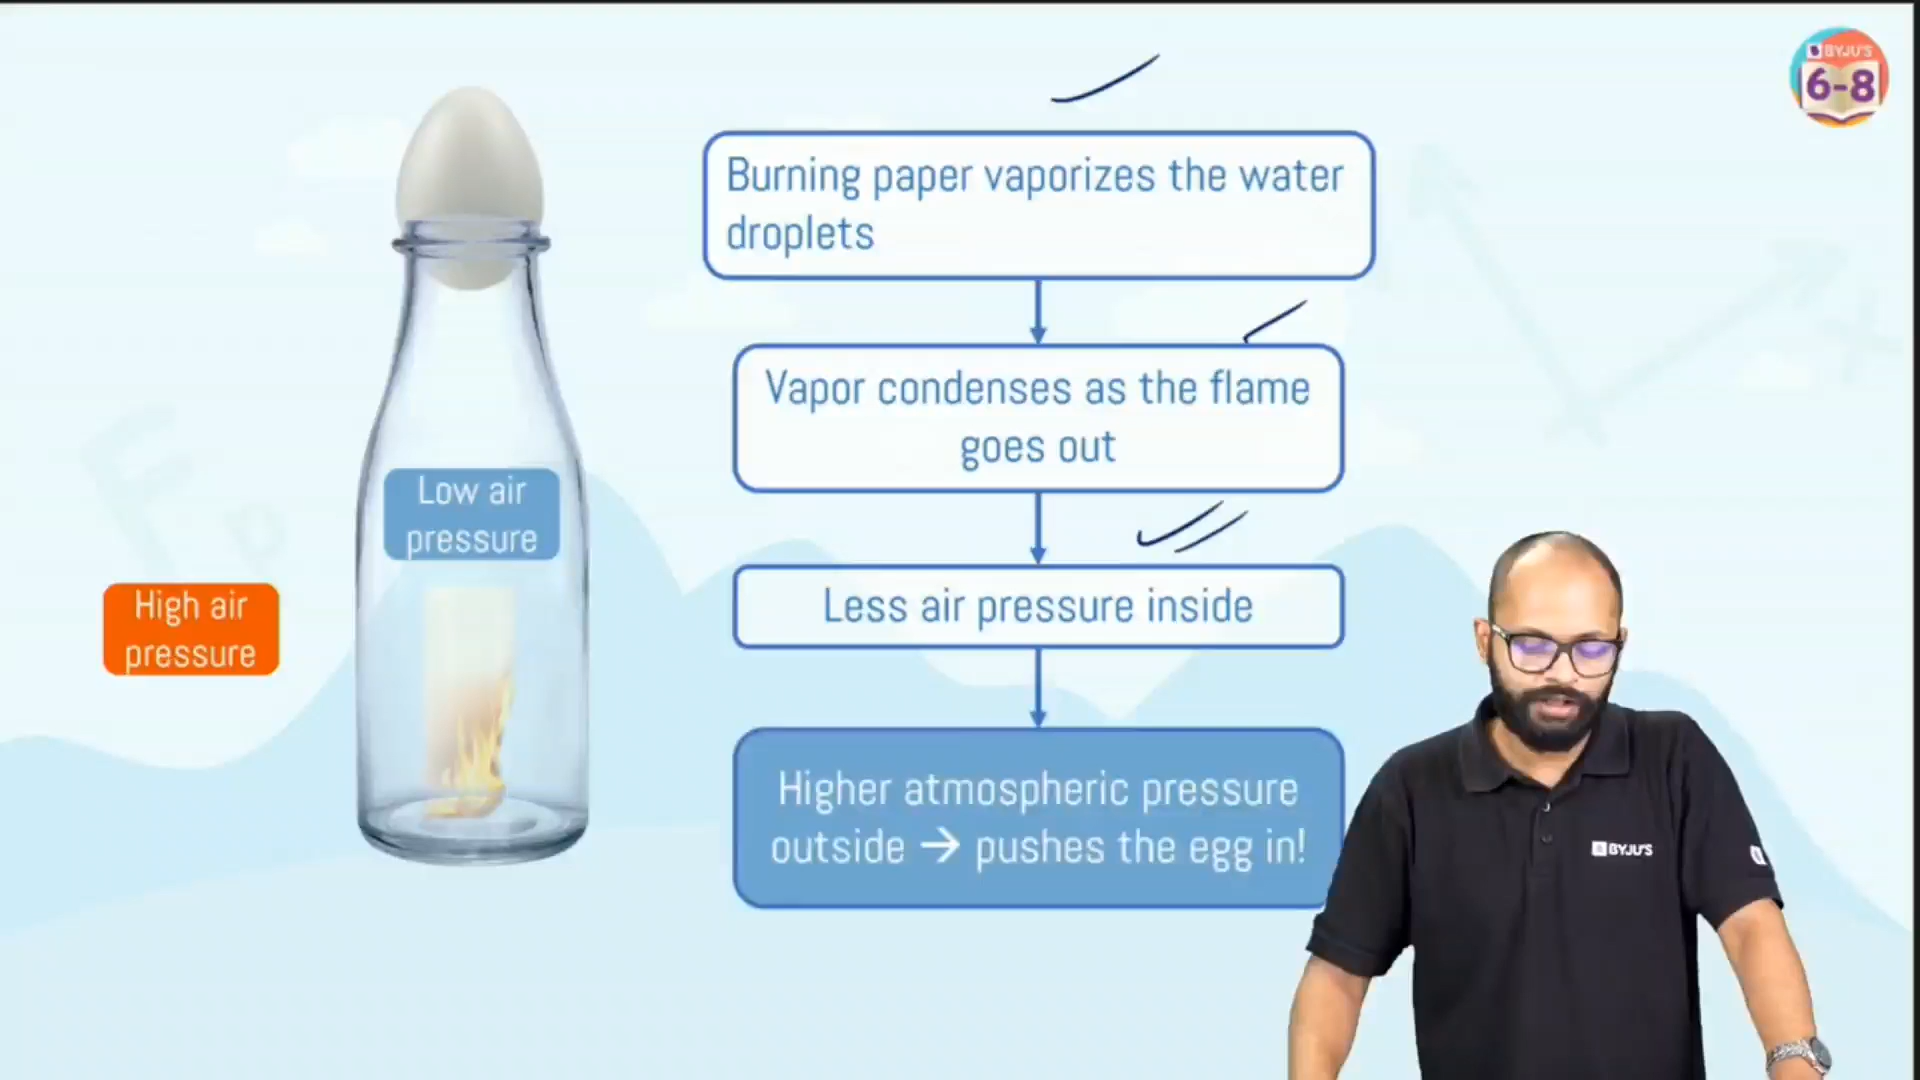 BYJU'S
6-8
Burning paper vaporizes the water
droplets
Vapor condenses as the flame
goes out
Low air
pressure
High air
pressure
Less air pressure inside
Higher atmospheric pressure
outside → pushes the egg in!
BYJU'S
F
p
x